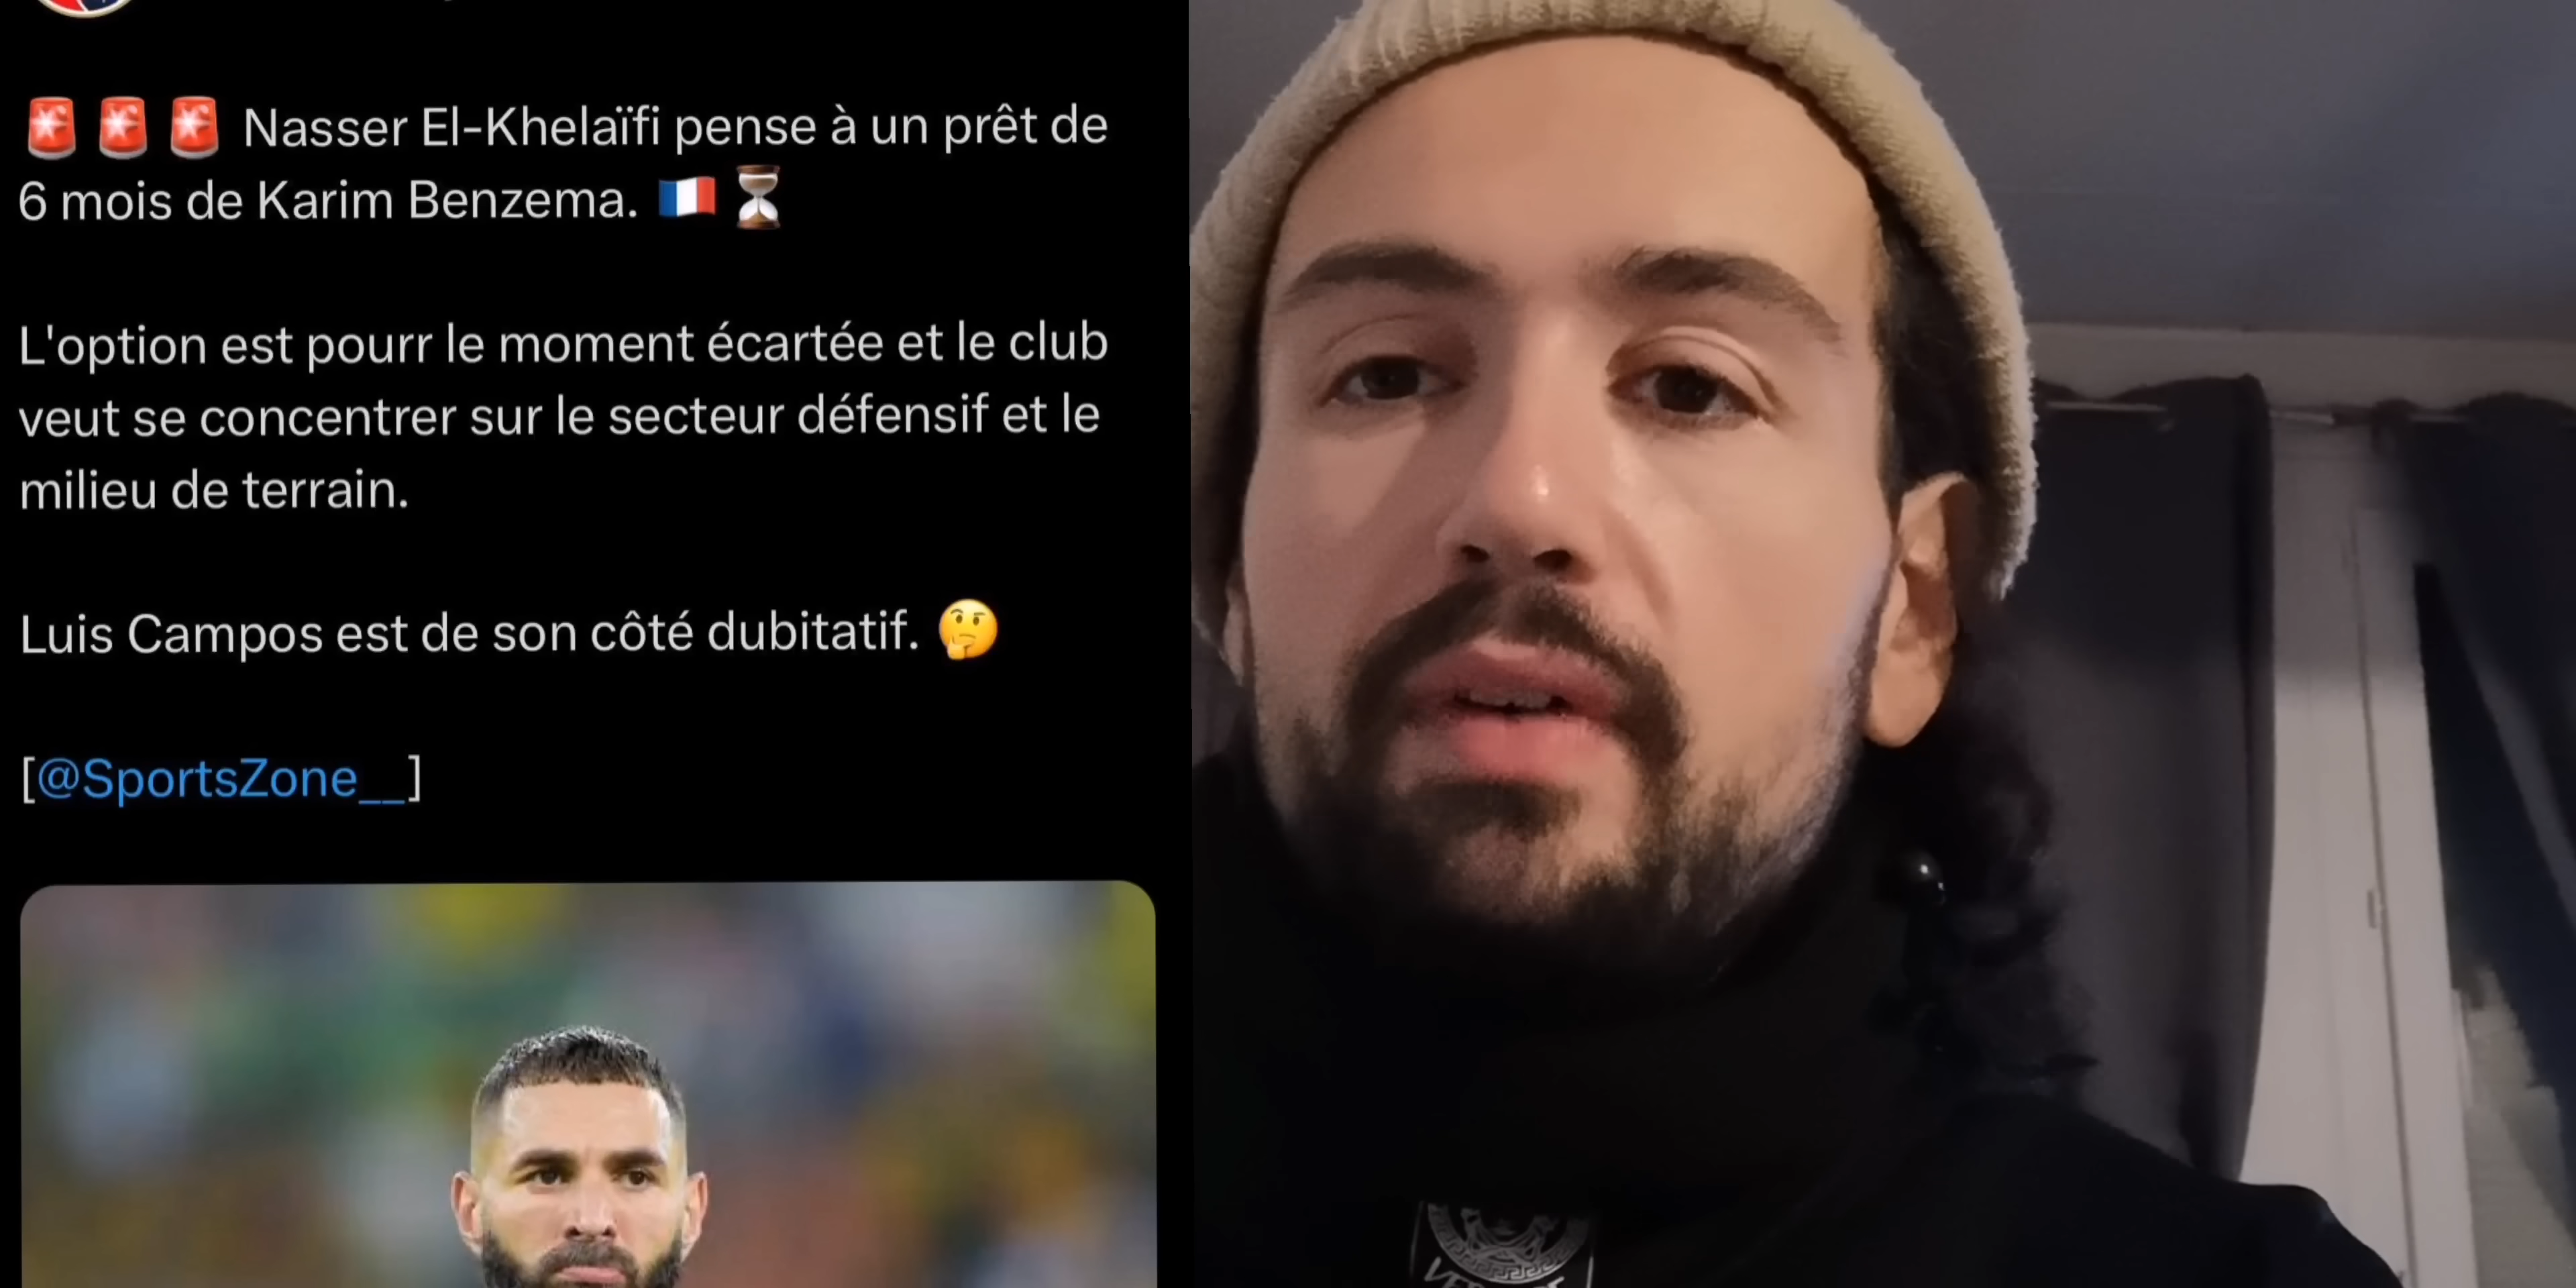 🚨🚨🚨 Nasser El-Khelaïfi pense à un prêt de
6 mois de Karim Benzema. 🇫🇷⏳
L'option est pourr le moment écartée et le club
veut se concentrer sur le secteur défensif et le
milieu de terrain.
Luis Campos est de son côté dubitatif. 🤔
[@SportsZone__]